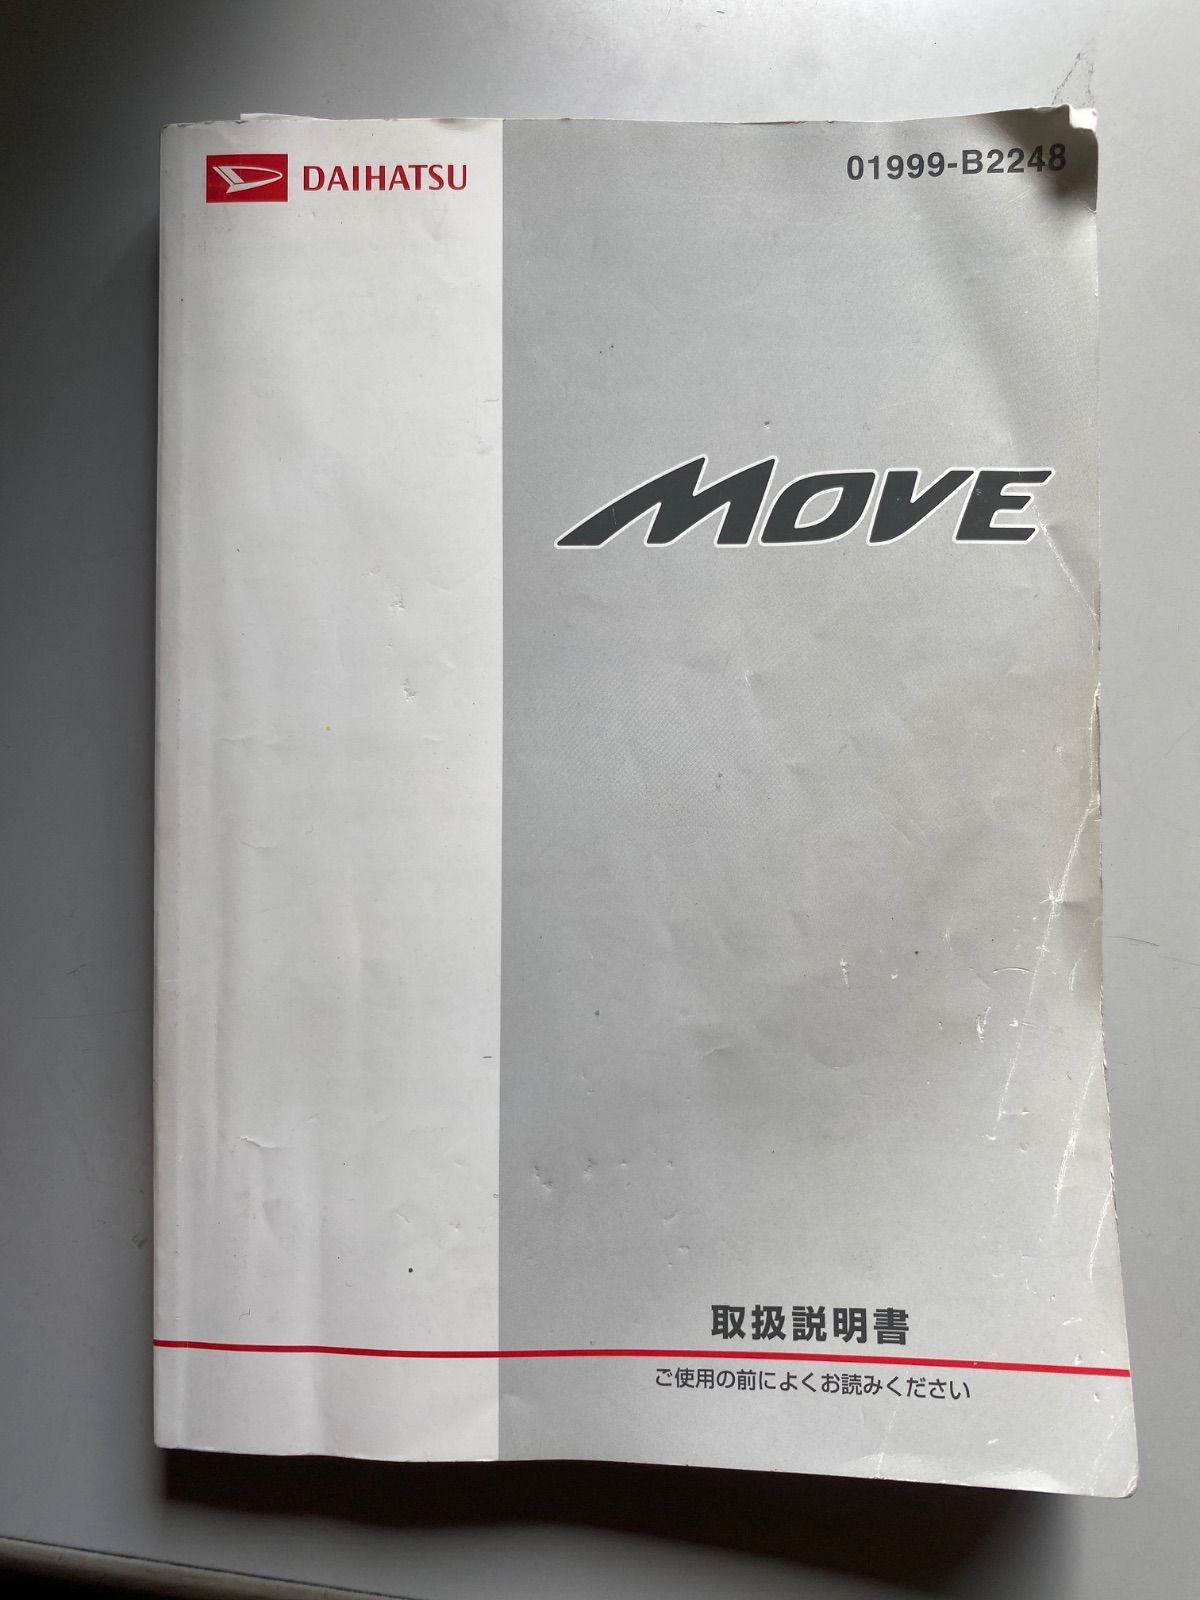 DAIHATSU
01999-B2248
MOVE
取扱説明書
ご使用の前によくお読みください